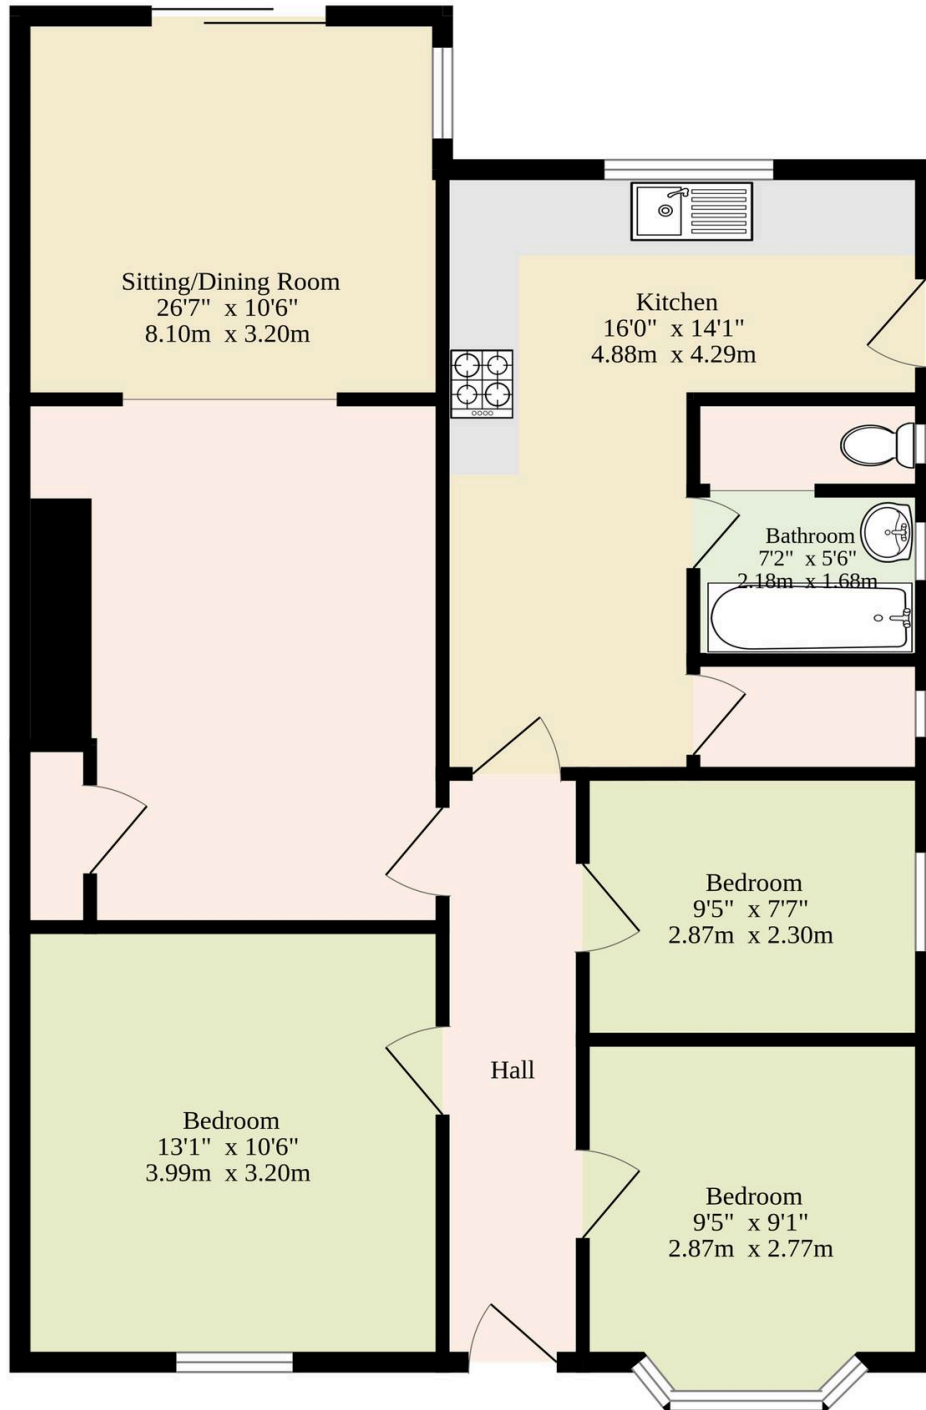 Sitting/Dining Room
26'7" x 10'6"
8.10m x 3.20m
Kitchen
16'0" x 14'1"
4.88m x 4.29m
Bathroom
7'2" x 5'6"
2.18m x 1.68m
Bedroom
9'5" x 7'7"
2.87m x 2.30m
Hall
Bedroom
13'1" x 10'6"
3.99m x 3.20m
Bedroom
9'5" x 9'1"
2.87m x 2.77m